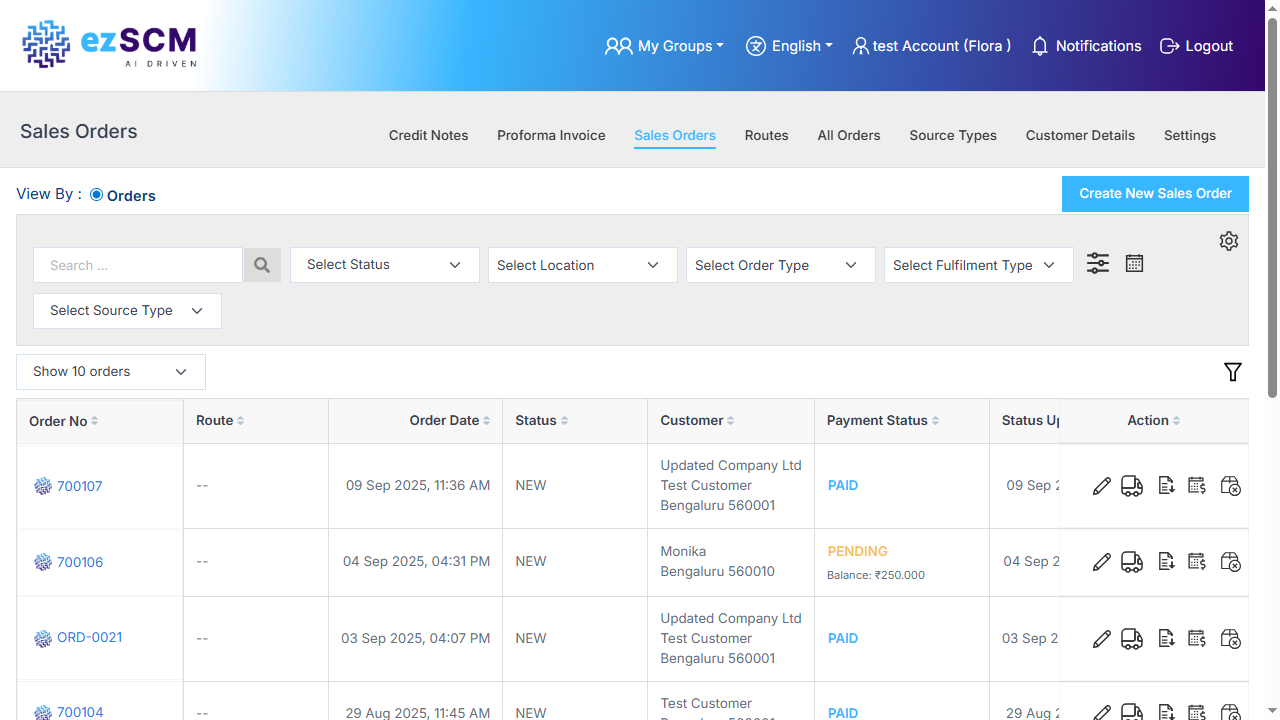 ezSCM
AI DRIVEN
My Groups
English
test Account (Flora )
Notifications
Logout
Sales Orders
Credit Notes
Proforma Invoice
Sales Orders
Routes
All Orders
Source Types
Customer Details
Settings
View By :
Orders
Create New Sales Order
Search ...
Select Status
Select Location
Select Order Type
Select Fulfilment Type
Select Source Type
Show 10 orders
Order No
Route
Order Date
Status
Customer
Payment Status
Status Up
Action
700107
--
09 Sep 2025, 11:36 AM
NEW
Updated Company Ltd
Test Customer
Bengaluru 560001
PAID
09 Sep 2
700106
--
04 Sep 2025, 04:31 PM
NEW
Monika
Bengaluru 560010
PENDING
Balance: ₹250.000
04 Sep 2
ORD-0021
--
03 Sep 2025, 04:07 PM
NEW
Updated Company Ltd
Test Customer
Bengaluru 560001
PAID
03 Sep 2
700104
--
29 Aug 2025, 11:45 AM
NEW
Test Customer
PAID
29 Aug 2